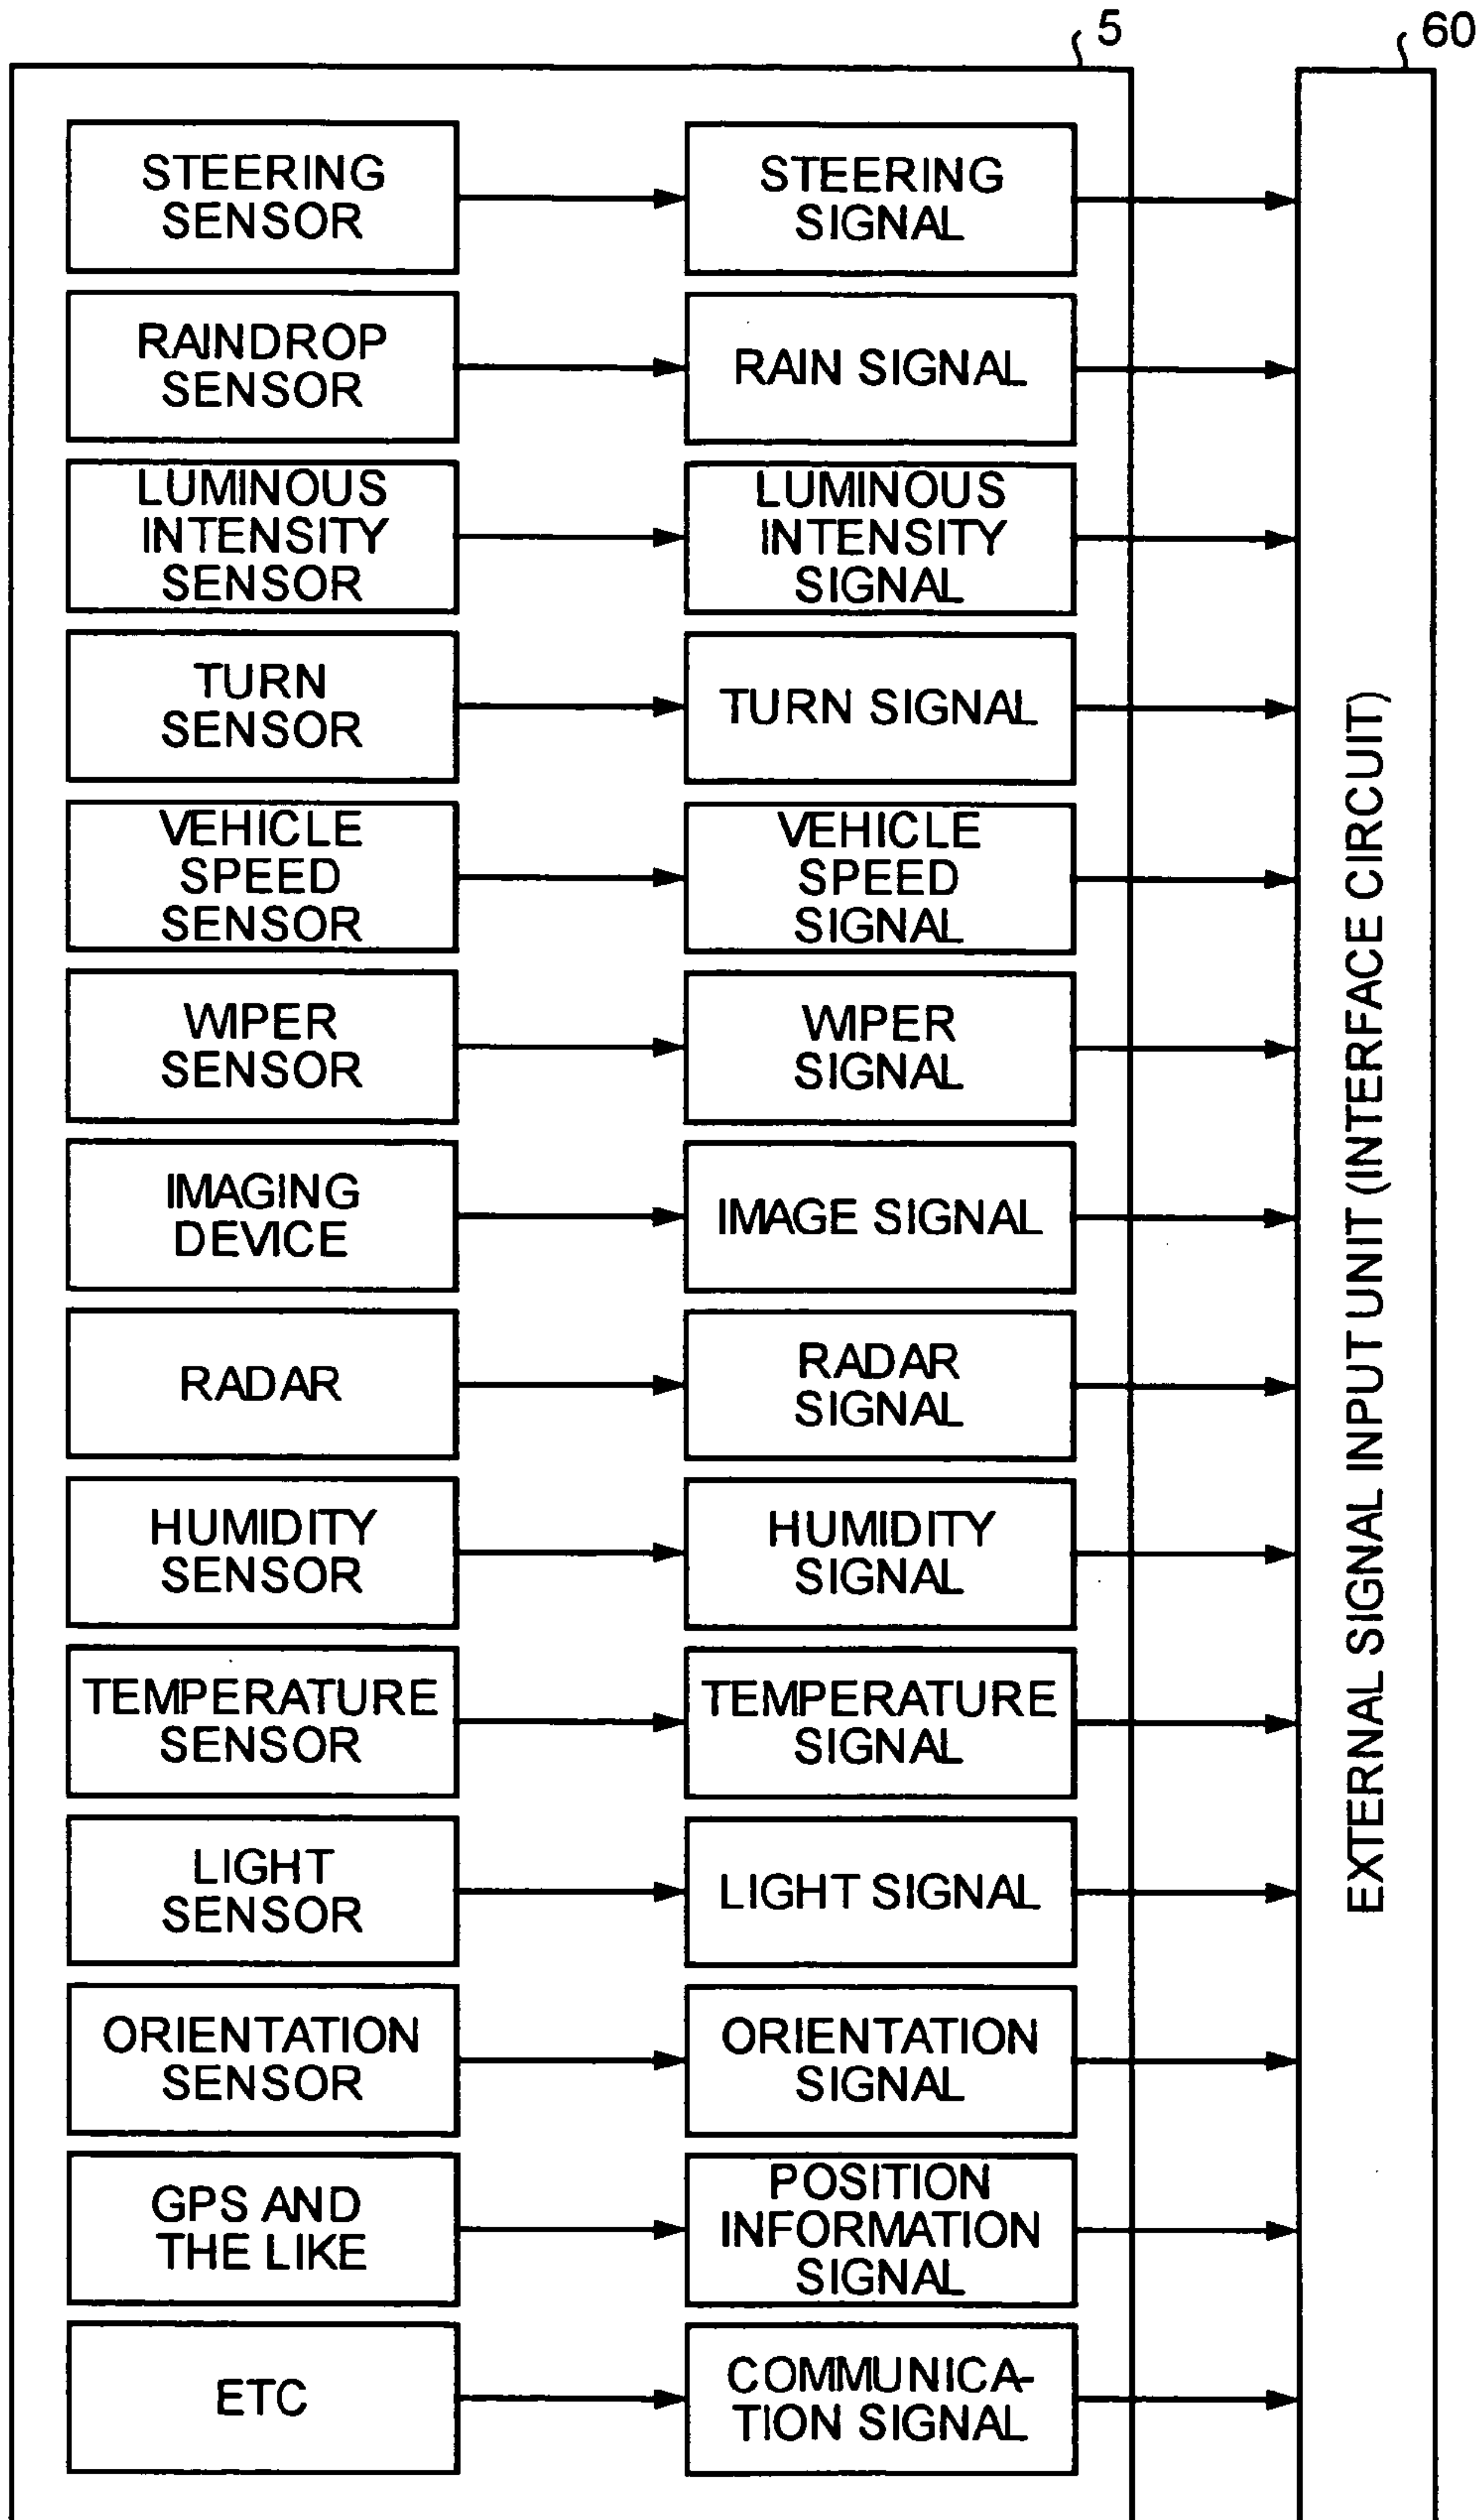 5
60
STEERING
SENSOR
STEERING
SIGNAL
RAINDROP
SENSOR
RAIN SIGNAL
LUMINOUS
INTENSITY
SENSOR
LUMINOUS
INTENSITY
SIGNAL
TURN
SENSOR
TURN SIGNAL
VEHICLE
SPEED
SENSOR
VEHICLE
SPEED
SIGNAL
WIPER
SENSOR
WIPER
SIGNAL
IMAGING
DEVICE
IMAGE SIGNAL
RADAR
RADAR
SIGNAL
HUMIDITY
SENSOR
HUMIDITY
SIGNAL
TEMPERATURE
SENSOR
TEMPERATURE
SIGNAL
LIGHT
SENSOR
LIGHT SIGNAL
ORIENTATION
SENSOR
ORIENTATION
SIGNAL
GPS AND
THE LIKE
POSITION
INFORMATION
SIGNAL
ETC
COMMUNICA-
TION SIGNAL
EXTERNAL SIGNAL INPUT UNIT (INTERFACE CIRCUIT)